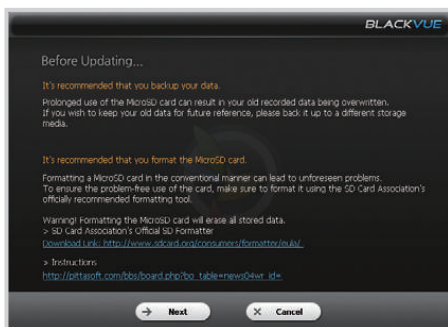 BLACKVUE
Before Updating...
It's recommended that you backup your data.
Prolonged use of the MicroSD card can result in your old recorded data being overwritten.
If you wish to keep your old data for future reference, please back it up to a different storage
media.
It's recommended that you format the MicroSD card.
Formatting a MicroSD card in the conventional manner can lead to unforeseen problems.
To ensure the problem-free use of the card, make sure to format it using the SD Card Association's
officially recommended formatting tool.
Warning! Formatting the MicroSD card will erase all stored data.
> SD Card Association's Official SD Formatter
Download Link: http://www.sdcard.org/consumers/formatter/eula/
> Instructions
http://pittasoft.com/bbs/board.php?bo_table=news04wr_id=
Next
Cancel